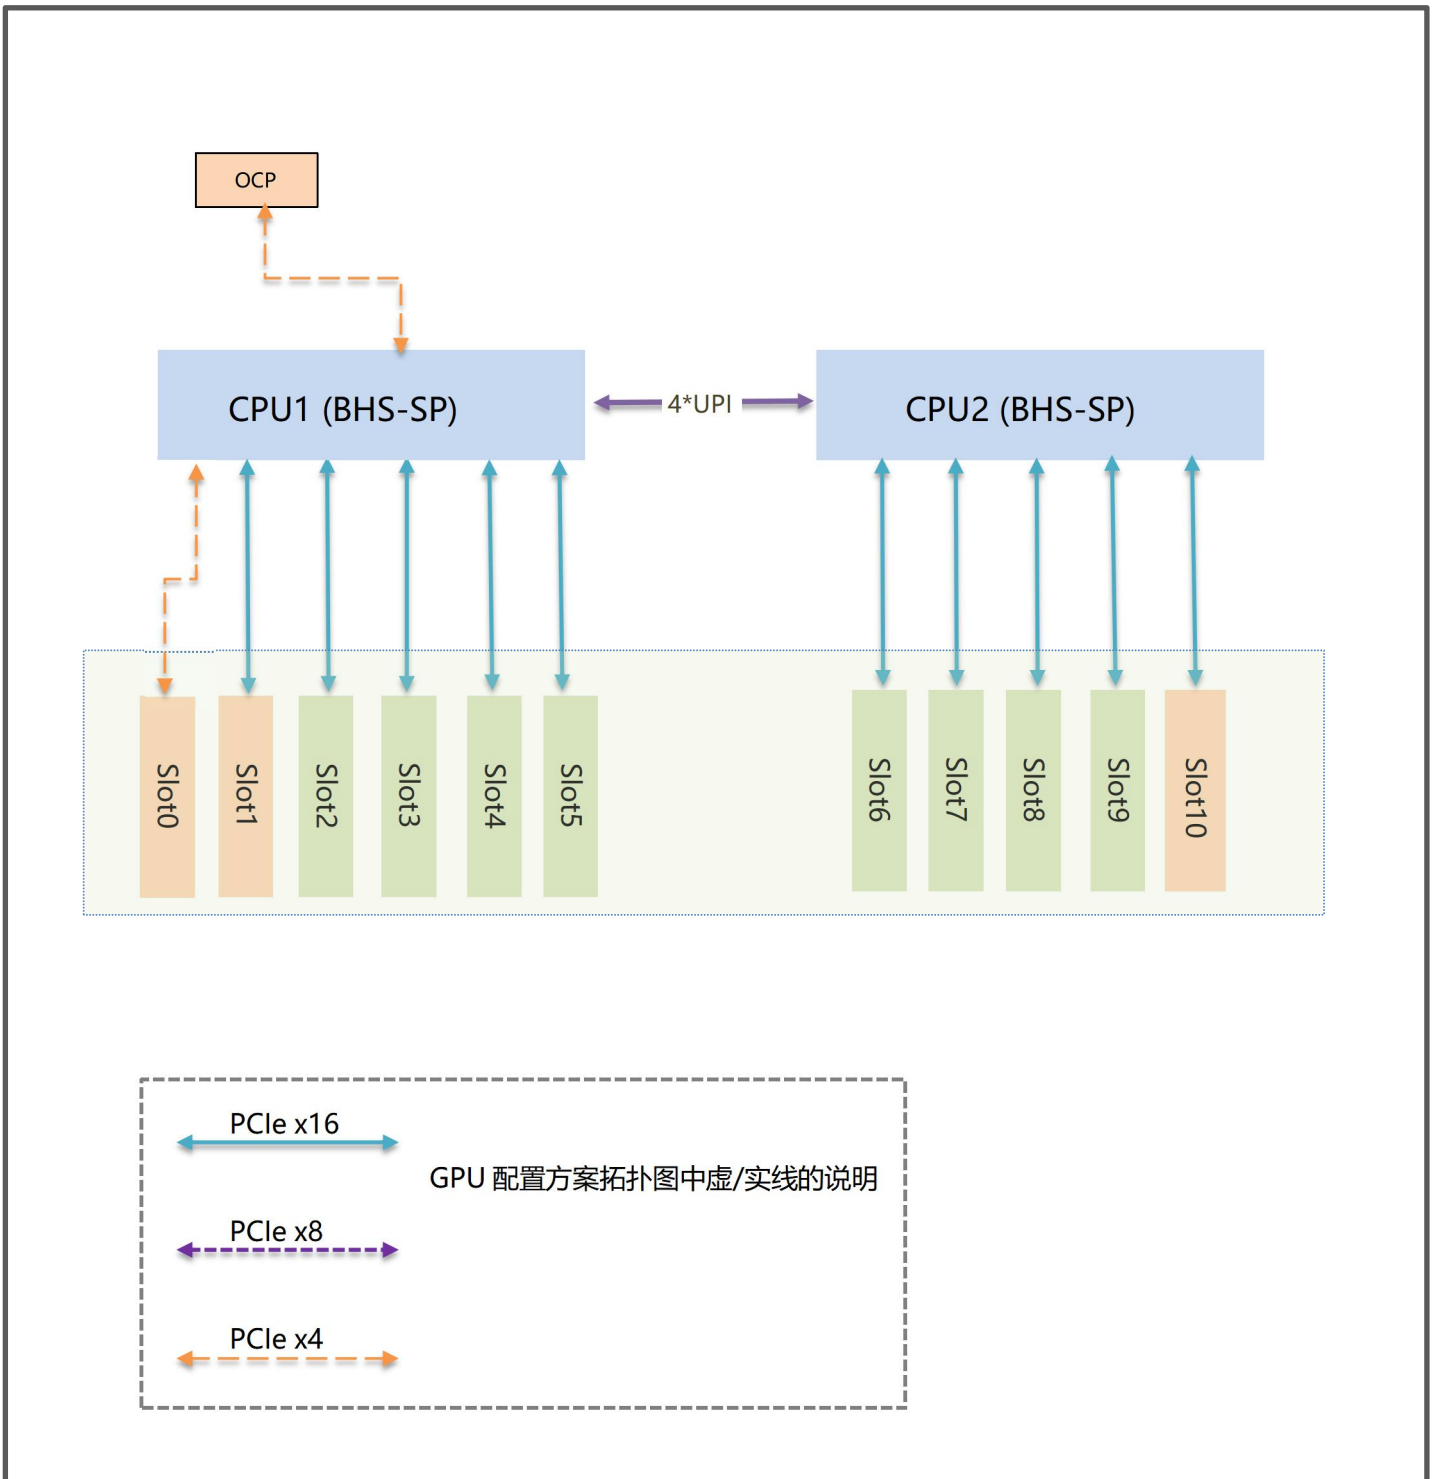 OCP
CPU1 (BHS-SP)
4*UPI
CPU2 (BHS-SP)
Slot0
Slot1
Slot2
Slot3
Slot4
Slot5
Slot6
Slot7
Slot8
Slot9
Slot10
PCIe x16
GPU 配置方案拓扑图中虚/实线的说明
PCIe x8
PCIe x4